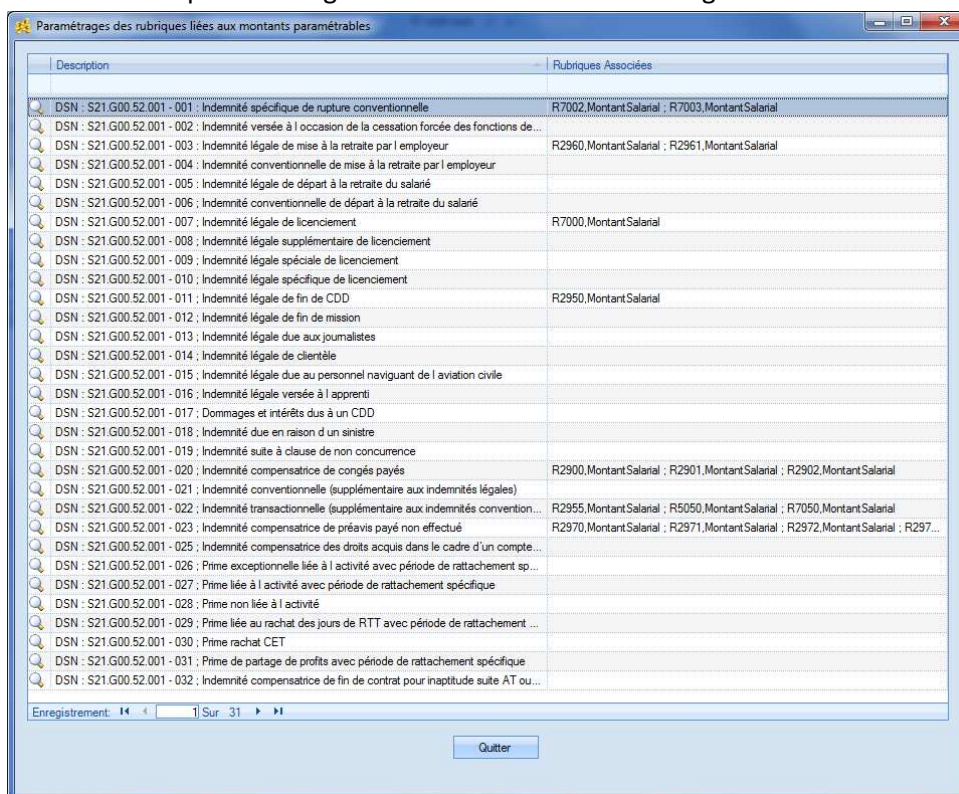 Paramétrages des rubriques liées aux montants paramétrables
Description Rubriques Associées
DSN : S21.G00.52.001 - 001 ; Indemnité spécifique de rupture conventionnelle R7002,MontantSalarial ; R7003,MontantSalarial
DSN : S21.G00.52.001 - 002 ; Indemnité versée à l occasion de la cessation forcée des fonctions de...
DSN : S21.G00.52.001 - 003 ; Indemnité légale de mise à la retraite par l employeur R2960,MontantSalarial ; R2961,MontantSalarial
DSN : S21.G00.52.001 - 004 : Indemnité conventionnelle de mise à la retraite par l employeur
DSN : S21.G00.52.001 - 005 : Indemnité légale de départ à la retraite du salarié
DSN : S21.G00.52.001 - 006 ; Indemnité conventionnelle de départ à la retraite du salarié
DSN : S21.G00.52.001 - 007 ; Indemnité légale de licenciement R7000,MontantSalarial
DSN : S21.G00.52.001 - 008 ; Indemnité légale supplémentaire de licenciement
DSN : S21.G00.52.001 - 009 ; Indemnité légale spéciale de licenciement
DSN : S21.G00.52.001 - 010 ; Indemnité légale spécifique de licenciement
DSN : S21.G00.52.001 - 011 ; Indemnité légale de fin de CDD R2950,MontantSalarial
DSN : S21.G00.52.001 - 012 ; Indemnité légale de fin de mission
DSN : S21.G00.52.001 - 013 ; Indemnité légale due aux journalistes
DSN : S21.G00.52.001 - 014 ; Indemnité légale de clientèle
DSN : S21.G00.52.001 - 015 ; Indemnité légale due au personnel naviguant de l aviation civile
DSN : S21.G00.52.001 - 016 ; Indemnité légale versée à l apprenti
DSN : S21.G00.52.001 - 017 ; Dommages et intérêts dus à un CDD
DSN : S21.G00.52.001 - 018 ; Indemnité due en raison d un sinistre
DSN : S21.G00.52.001 - 019 ; Indemnité suite à clause de non concurrence
DSN : S21.G00.52.001 - 020 ; Indemnité compensatrice de congés payés R2900,MontantSalarial ; R2901,MontantSalarial ; R2902,MontantSalarial
DSN : S21.G00.52.001 - 021 ; Indemnité conventionnelle (supplémentaire aux indemnités légales)
DSN : S21.G00.52.001 - 022 ; Indemnité transactionnelle (supplémentaire aux indemnités convention... R2955,MontantSalarial ; R5050,MontantSalarial ; R7050,MontantSalarial
DSN : S21.G00.52.001 - 023 ; Indemnité compensatrice de préavis payé non effectué R2970,MontantSalarial ; R2971,MontantSalarial ; R2972,MontantSalarial ; R297...
DSN : S21.G00.52.001 - 025 ; Indemnité compensatrice des droits acquis dans le cadre d´un compte...
DSN : S21.G00.52.001 - 026 ; Prime exceptionnelle liée à l activité avec période de rattachement sp...
DSN : S21.G00.52.001 - 027 ; Prime liée à l activité avec période de rattachement spécifique
DSN : S21.G00.52.001 - 028 ; Prime non liée à l activité
DSN : S21.G00.52.001 - 029 ; Prime liée au rachat des jours de RTT avec période de rattachement ...
DSN : S21.G00.52.001 - 030 ; Prime rachat CET
DSN : S21.G00.52.001 - 031 ; Prime de partage de profits avec période de rattachement spécifique
DSN : S21.G00.52.001 - 032 ; Indemnité compensatrice de fin de contrat pour inaptitude suite AT ou...
Enregistrement: 1 Sur 31
Quitter